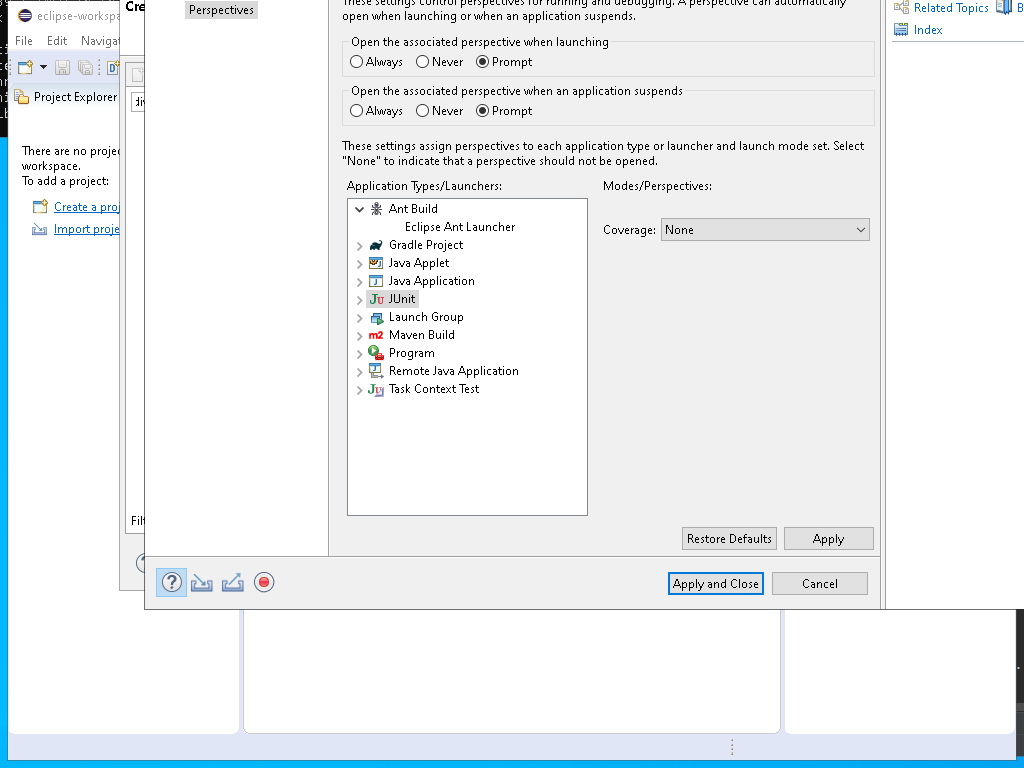 eclipse-workspa
File Edit Navigat
Project Explorer
There are no projec
workspace.
To add a project:
Create a proj
Import proje
Cre
Filt
Perspectives
These settings control perspectives for running and debugging. A perspective can automatically
open when launching or when an application suspends.
Open the associated perspective when launching
Always Never Prompt
Open the associated perspective when an application suspends
Always Never Prompt
These settings assign perspectives to each application type or launcher and launch mode set. Select
"None" to indicate that a perspective should not be opened.
Application Types/Launchers:
Modes/Perspectives:
Ant Build
Eclipse Ant Launcher
Gradle Project
Java Applet
Java Application
JUnit
Launch Group
Maven Build
Program
Remote Java Application
Task Context Test
Coverage: None
Restore Defaults Apply
Apply and Close Cancel
Related Topics B
Index